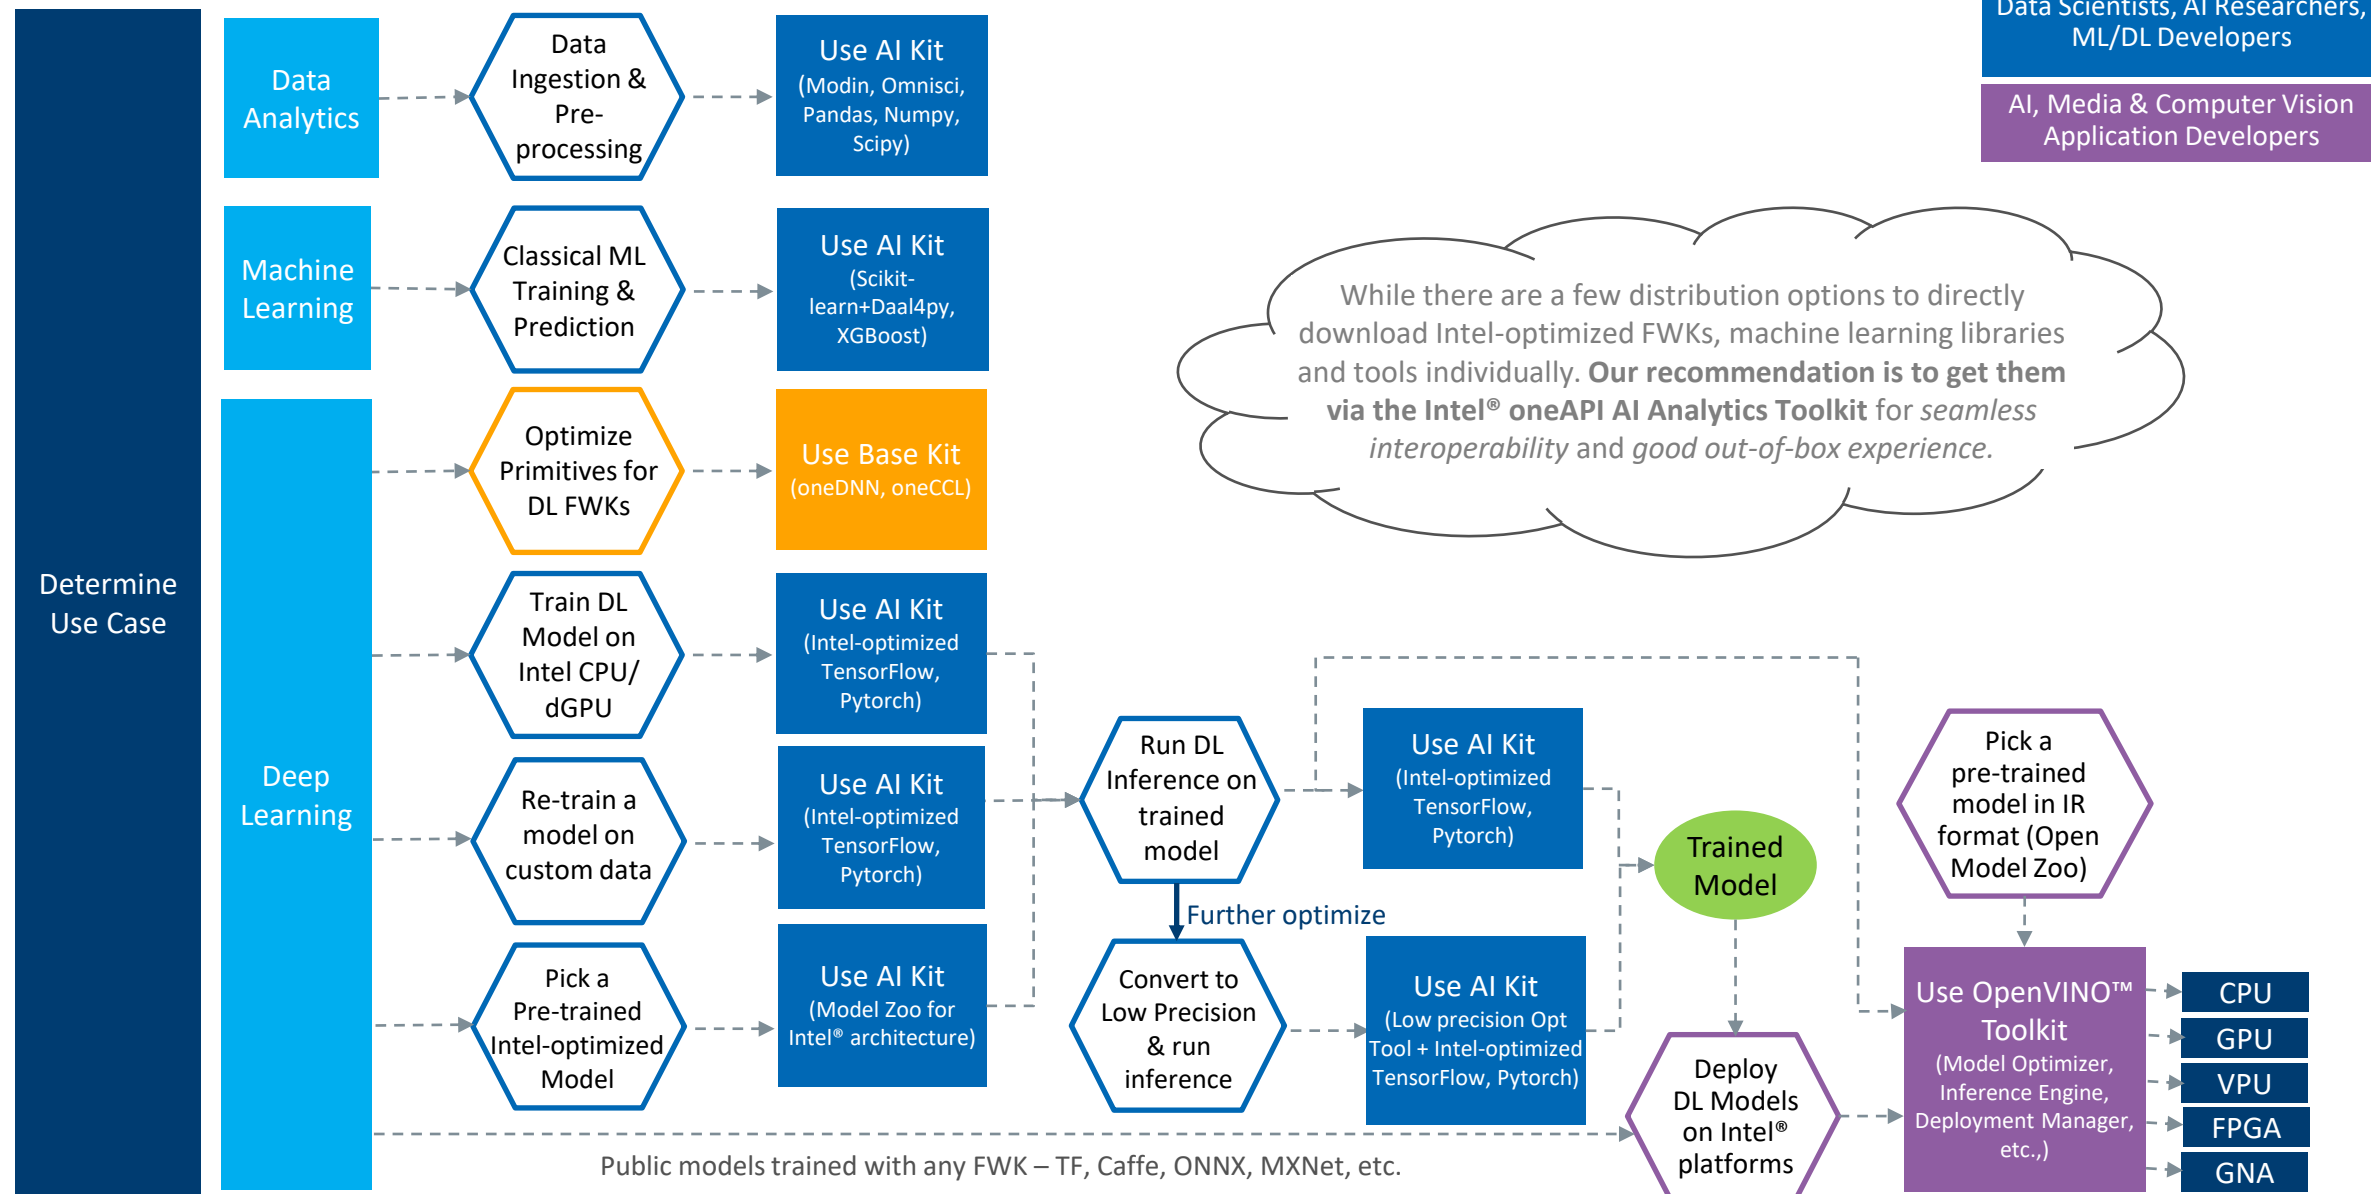 Data Scientists, AI Researchers,
ML/DL Developers
AI, Media & Computer Vision
Application Developers
Determine
Use Case
Data
Analytics
Data
Ingestion &
Pre-
processing
Use AI Kit
(Modin, Omnisci,
Pandas, Numpy,
Scipy)
Machine
Learning
Classical ML
Training &
Prediction
Use AI Kit
(Scikit-
learn+Daal4py,
XGBoost)
While there are a few distribution options to directly
download Intel-optimized FWKs, machine learning libraries
and tools individually. Our recommendation is to get them
via the Intel® oneAPI AI Analytics Toolkit for seamless
interoperability and good out-of-box experience.
Deep
Learning
Optimize
Primitives for
DL FWKs
Use Base Kit
(oneDNN, oneCCL)
Train DL
Model on
Intel CPU/
dGPU
Use AI Kit
(Intel-optimized
TensorFlow,
Pytorch)
Re-train a
model on
custom data
Use AI Kit
(Intel-optimized
TensorFlow,
Pytorch)
Pick a
Pre-trained
Intel-optimized
Model
Use AI Kit
(Model Zoo for
Intel® architecture)
Run DL
Inference on
trained
model
Further optimize
Convert to
Low Precision
& run
inference
Use AI Kit
(Intel-optimized
TensorFlow,
Pytorch)
Use AI Kit
(Low precision Opt
Tool + Intel-optimized
TensorFlow, Pytorch)
Trained
Model
Deploy
DL Models
on Intel®
platforms
Pick a
pre-trained
model in IR
format (Open
Model Zoo)
Use OpenVINO™
Toolkit
(Model Optimizer,
Inference Engine,
Deployment Manager,
etc.,)
CPU
GPU
VPU
FPGA
GNA
Public models trained with any FWK – TF, Caffe, ONNX, MXNet, etc.